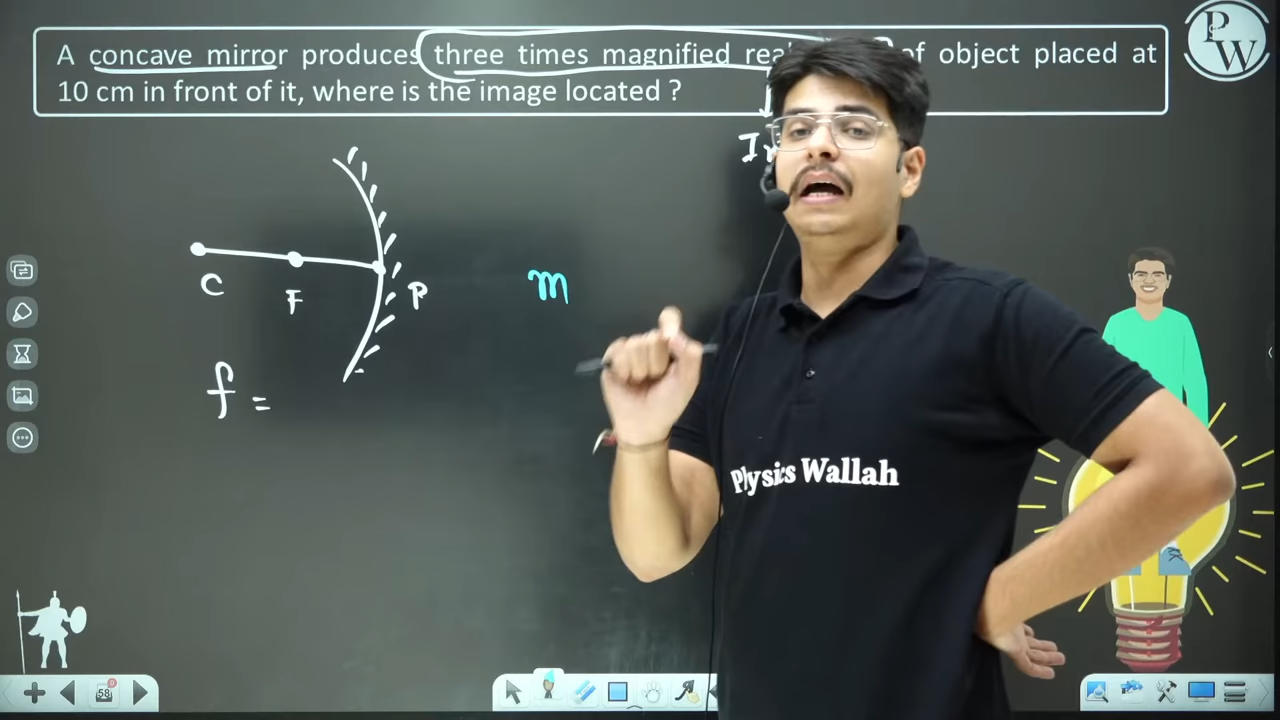 A concave mirror produces three times magnified real of object placed at
10 cm in front of it, where is the image located ?
P
W
I
C
F
P
m
f =
Physics Wallah
58